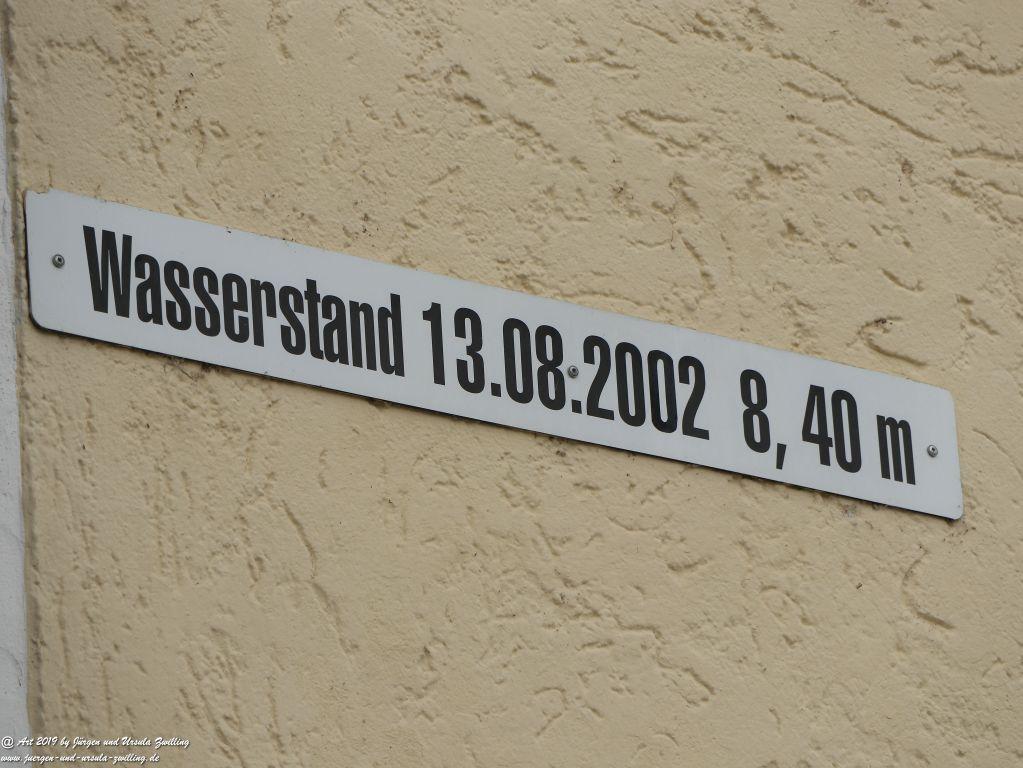 Wasserstand 13.08.2002 8,40 m
@ Art 2019 by Jürgen und Ursula Zwilling
www.juergen-und-ursula-zwilling.de